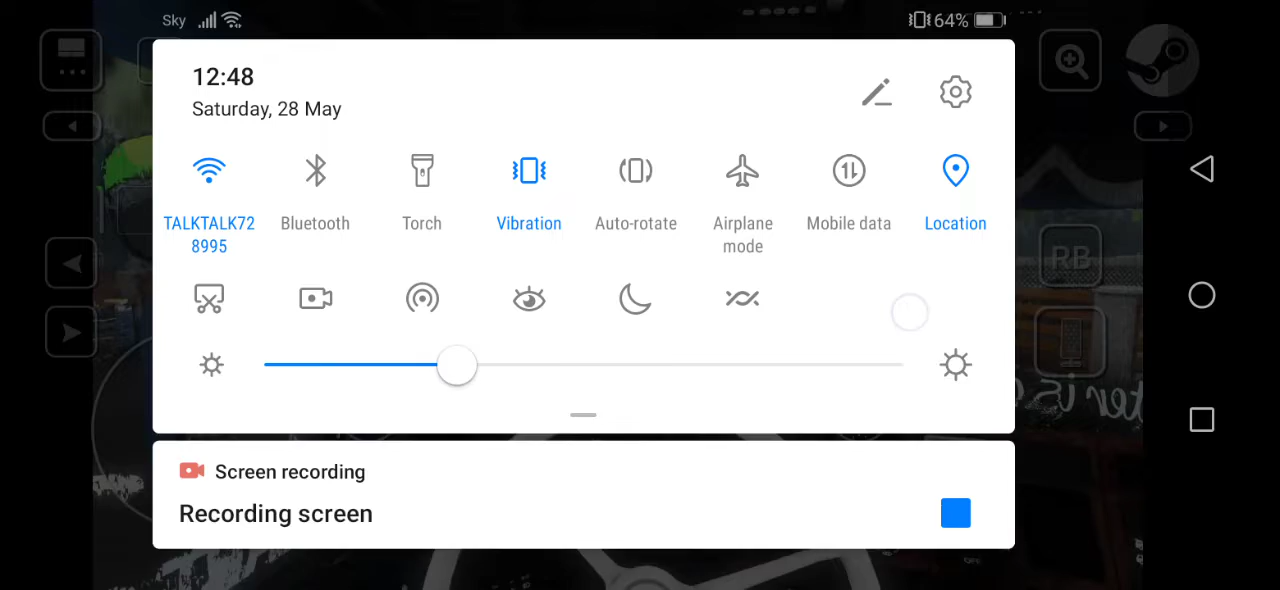 Sky
64%
12:48
Saturday, 28 May
TALKTALK72
8995
Bluetooth
Torch
Vibration
Auto-rotate
Airplane
mode
Mobile data
Location
RB
Screen recording
Recording screen